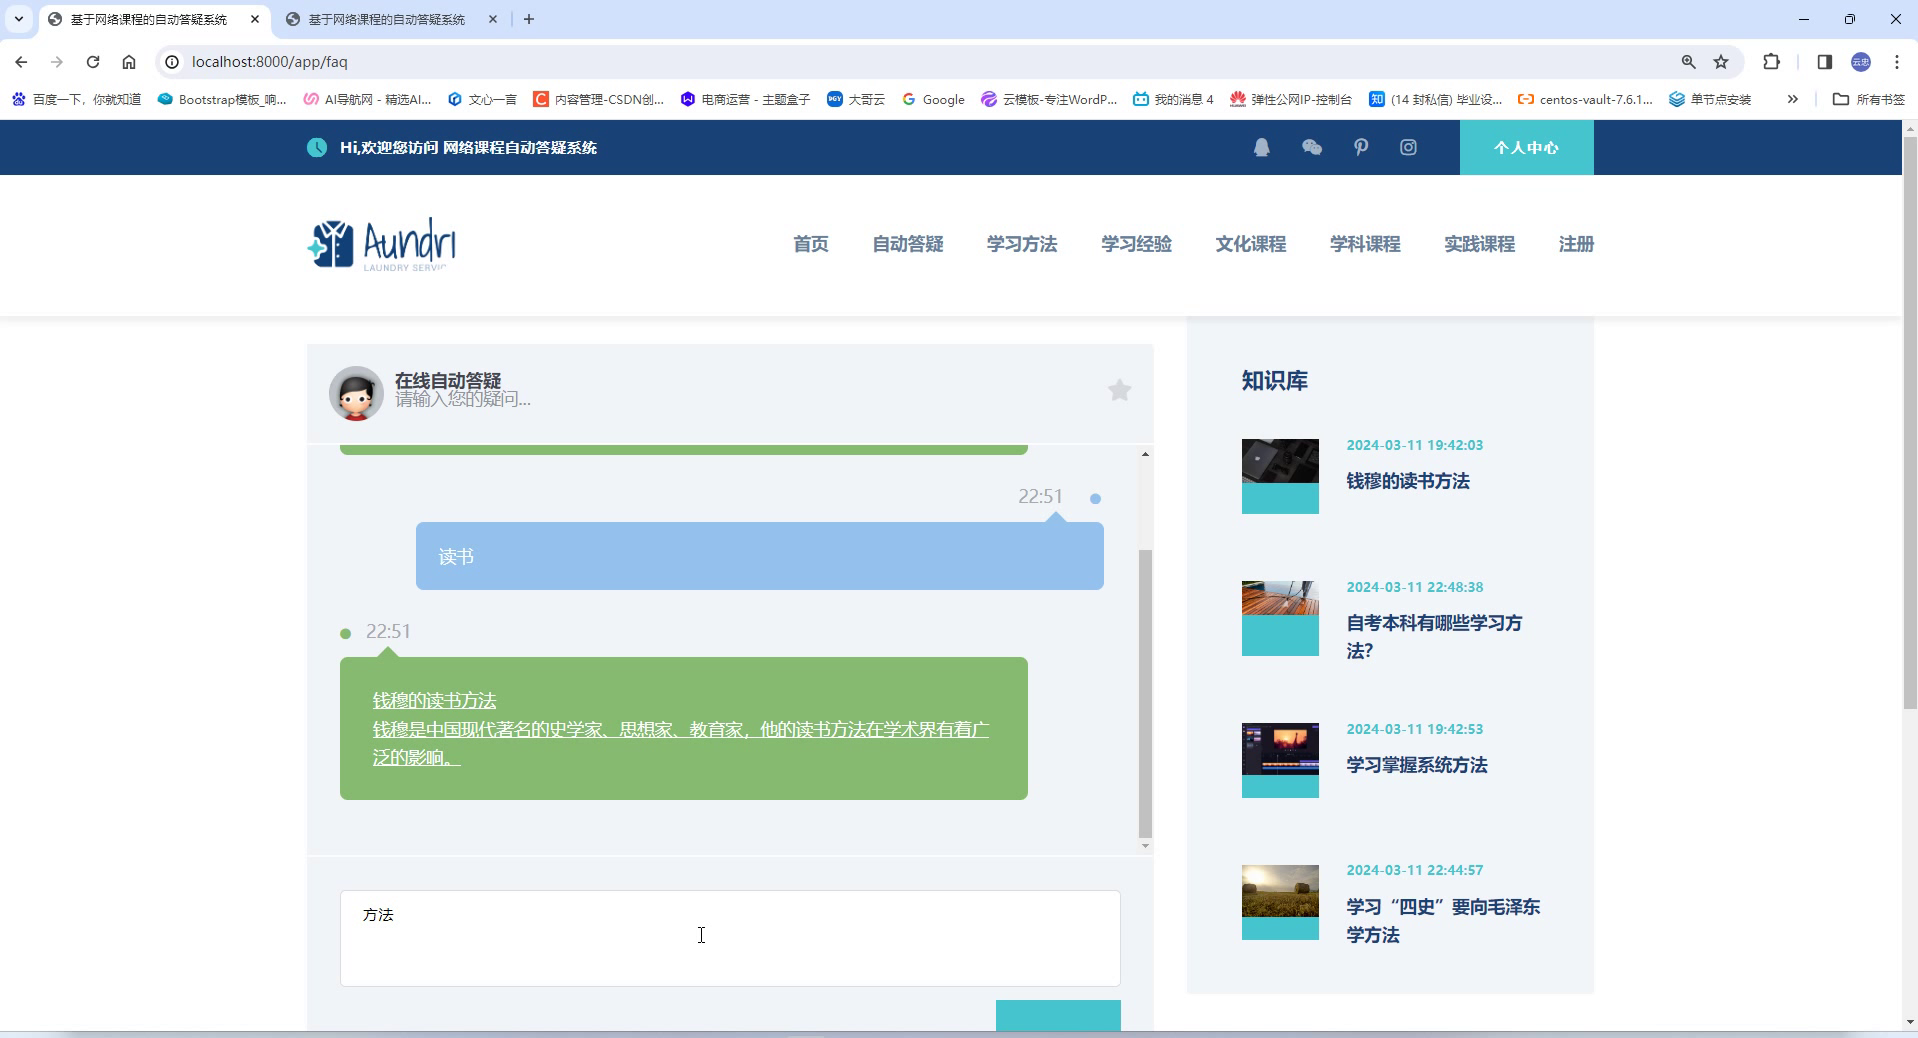 基于网络课程的自动答疑系统
基于网络课程的自动答疑系统
localhost:8000/app/faq
云忠
百度一下，你就知道
Bootstrap模板_响...
AI导航网 - 精选AI...
文心一言
内容管理-CSDN创...
电商运营 - 主题盒子
大哥云
Google
云模板-专注WordP...
我的消息 4
弹性公网IP-控制台
知
(14 封私信) 毕业设...
centos-vault-7.6.1...
单节点安装
所有书签
Hi,欢迎您访问 网络课程自动答疑系统
个人中心
Aundri
LAUNDRY SERVIC
首页
自动答疑
学习方法
学习经验
文化课程
学科课程
实践课程
注册
在线自动答疑
请输入您的疑问...
22:51
读书
22:51
钱穆的读书方法
钱穆是中国现代著名的史学家、思想家、教育家，他的读书方法在学术界有着广
泛的影响。
方法
知识库
2024-03-11 19:42:03
钱穆的读书方法
2024-03-11 22:48:38
自考本科有哪些学习方
法?
2024-03-11 19:42:53
学习掌握系统方法
2024-03-11 22:44:57
学习“四史”要向毛泽东
学方法